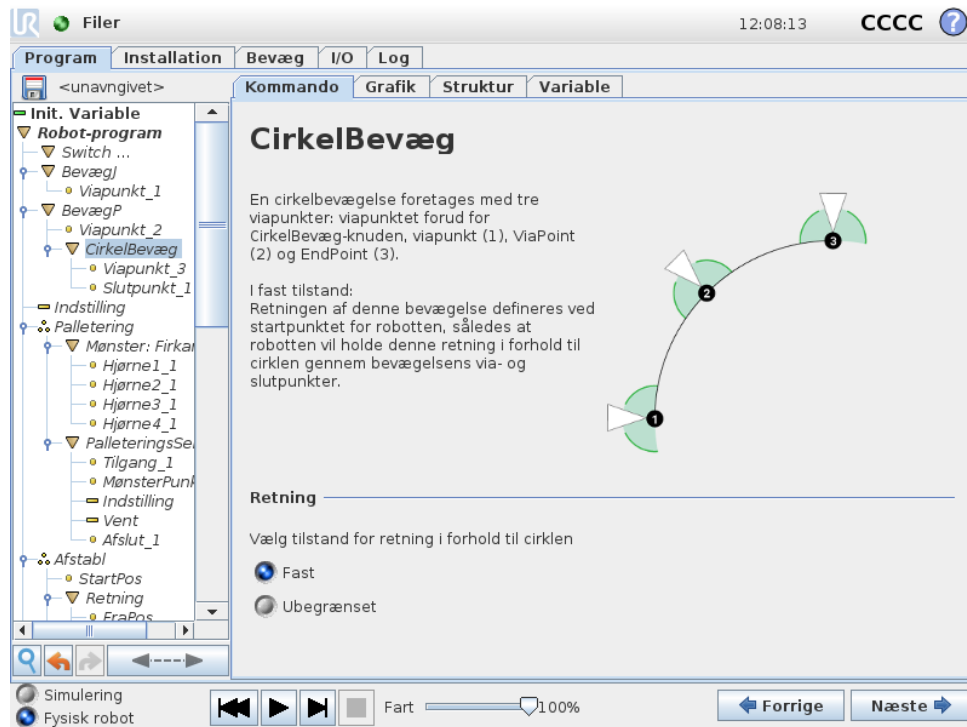 UR Filer 12:08:13 CCCC ?
Program Installation Bevæg I/O Log
<unavngivet> Kommando Grafik Struktur Variable
Init. Variable
Robot-program
Switch ...
BevægJ
Viapunkt_1
BevægP
Viapunkt_2
CirkelBevæg
Viapunkt_3
Slutpunkt_1
Indstilling
Palletering
Mønster: Firkar
Hjørne1_1
Hjørne2_1
Hjørne3_1
Hjørne4_1
PalleteringsSe
Tilgang_1
MønsterPunk
Indstilling
Vent
Afslut_1
Afstabl
StartPos
Retning
FraPos
CirkelBevæg
En cirkelbevægelse foretages med tre
viapunkter: viapunktet forud for
CirkelBevæg-knuden, viapunkt (1), ViaPoint
(2) og EndPoint (3).
I fast tilstand:
Retningen af denne bevægelse defineres ved
startpunktet for robotten, således at
robotten vil holde denne retning i forhold til
cirklen gennem bevægelsens via- og
slutpunkter.
3
2
1
Retning
Vælg tilstand for retning i forhold til cirklen
Fast
Ubegrænset
Simulering
Fysisk robot
Fart 100%
Forrige Næste